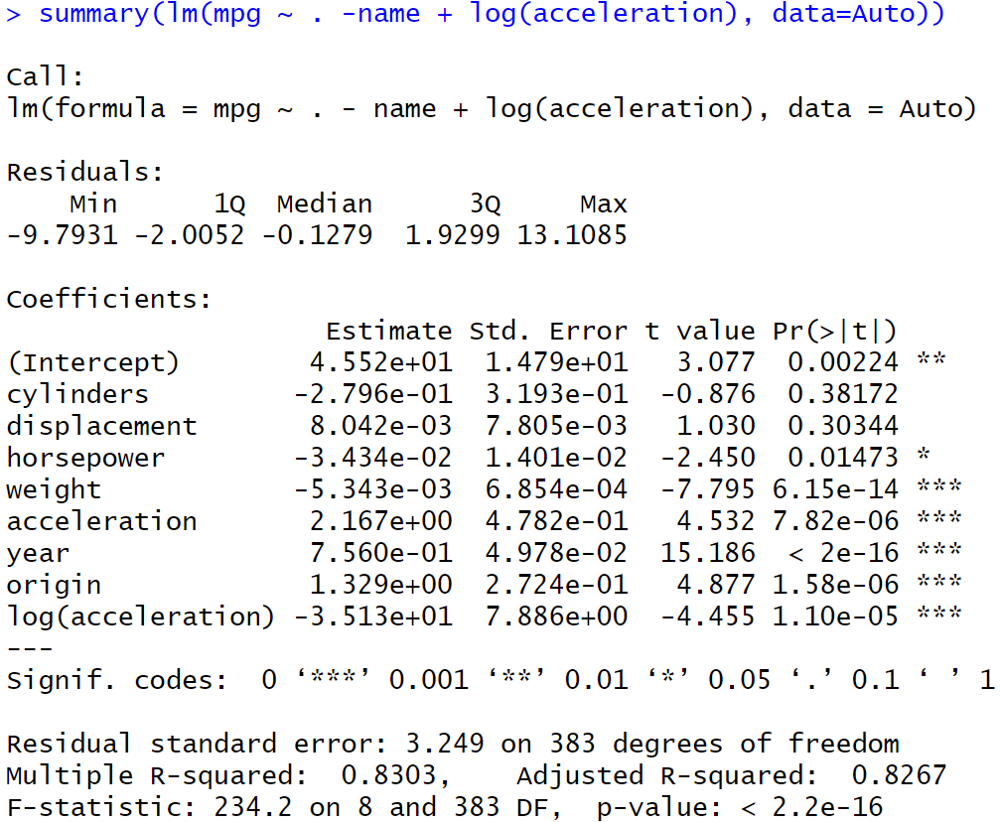 > summary(lm(mpg ~ . -name + log(acceleration), data=Auto))
Call:
lm(formula = mpg ~ . - name + log(acceleration), data = Auto)
Residuals:
    Min      1Q  Median      3Q     Max
-9.7931 -2.0052 -0.1279  1.9299 13.1085
Coefficients:
                    Estimate Std. Error t value Pr(>|t|)
(Intercept)        4.552e+01  1.479e+01   3.077  0.00224 **
cylinders         -2.796e-01  3.193e-01  -0.876  0.38172
displacement       8.042e-03  7.805e-03   1.030  0.30344
horsepower        -3.434e-02  1.401e-02  -2.450  0.01473 *
weight            -5.343e-03  6.854e-04  -7.795 6.15e-14 ***
acceleration       2.167e+00  4.782e-01   4.532 7.82e-06 ***
year               7.560e-01  4.978e-02  15.186  < 2e-16 ***
origin             1.329e+00  2.724e-01   4.877 1.58e-06 ***
log(acceleration) -3.513e+01  7.886e+00  -4.455 1.10e-05 ***
---
Signif. codes:  0 ‘***’ 0.001 ‘**’ 0.01 ‘*’ 0.05 ‘.’ 0.1 ‘ ’ 1
Residual standard error: 3.249 on 383 degrees of freedom
Multiple R-squared:  0.8303,    Adjusted R-squared:  0.8267
F-statistic: 234.2 on 8 and 383 DF,  p-value: < 2.2e-16